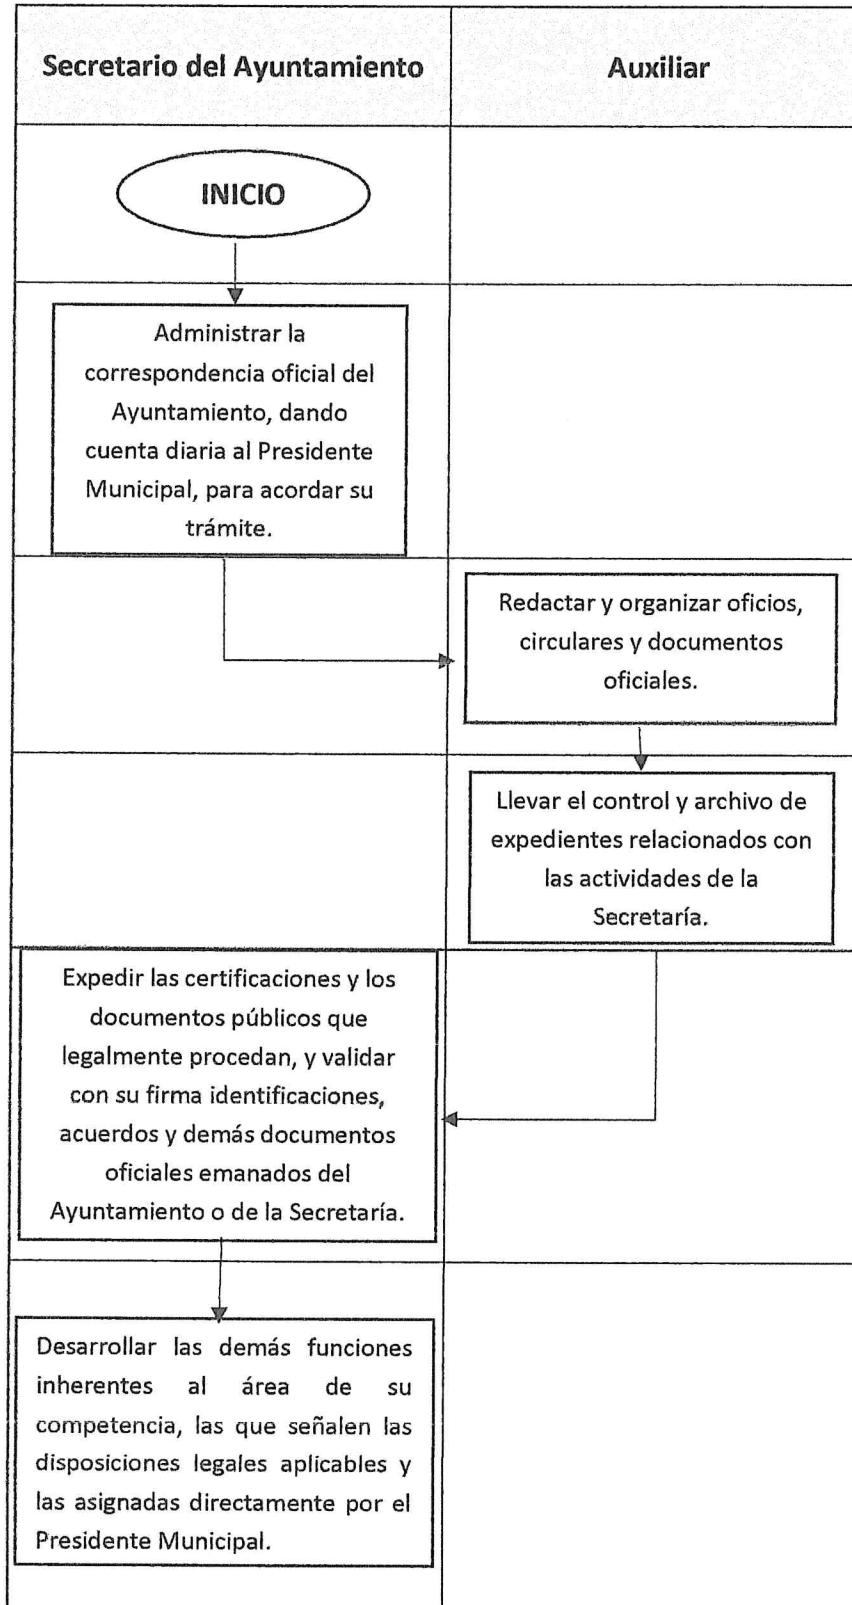 Secretario del Ayuntamiento
Auxiliar
INICIO
Administrar la
correspondencia oficial del
Ayuntamiento, dando
cuenta diaria al Presidente
Municipal, para acordar su
trámite.
Redactar y organizar oficios,
circulares y documentos
oficiales.
Llevar el control y archivo de
expedientes relacionados con
las actividades de la
Secretaría.
Expedir las certificaciones y los
documentos públicos que
legalmente procedan, y validar
con su firma identificaciones,
acuerdos y demás documentos
oficiales emanados del
Ayuntamiento o de la Secretaría.
Desarrollar las demás funciones
inherentes al área de su
competencia, las que señalen las
disposiciones legales aplicables y
las asignadas directamente por el
Presidente Municipal.